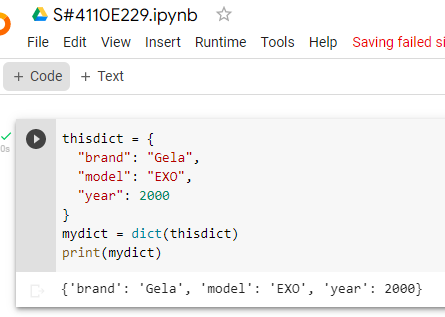 S#4110E229.ipynb
File Edit View Insert Runtime Tools Help Saving failed si
+ Code + Text
0s
thisdict = {
  "brand": "Gela",
  "model": "EXO",
  "year": 2000
}
mydict = dict(thisdict)
print(mydict)
{'brand': 'Gela', 'model': 'EXO', 'year': 2000}